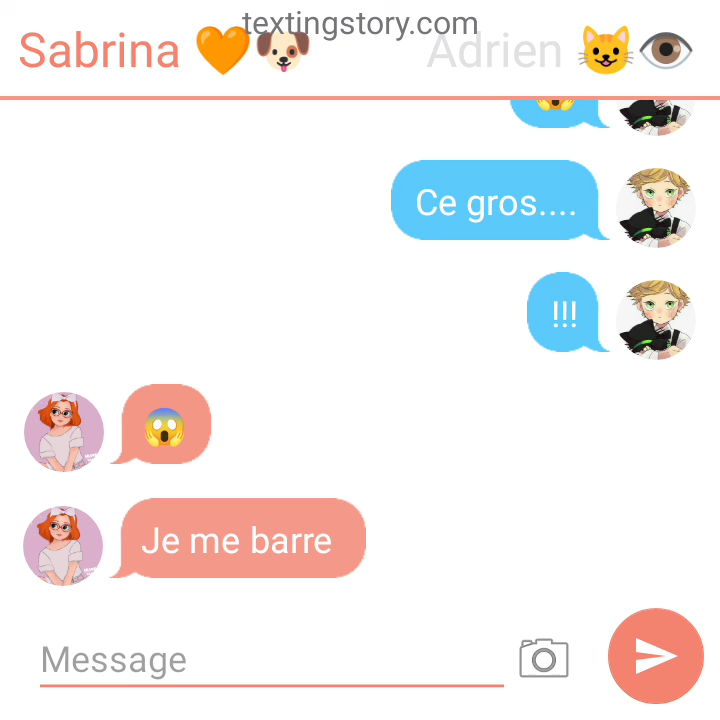 textingstory.com
Sabrina 🧡🐶 Adrien 😺👁️
😱
Ce gros....
!!!
😱
Je me barre
Message